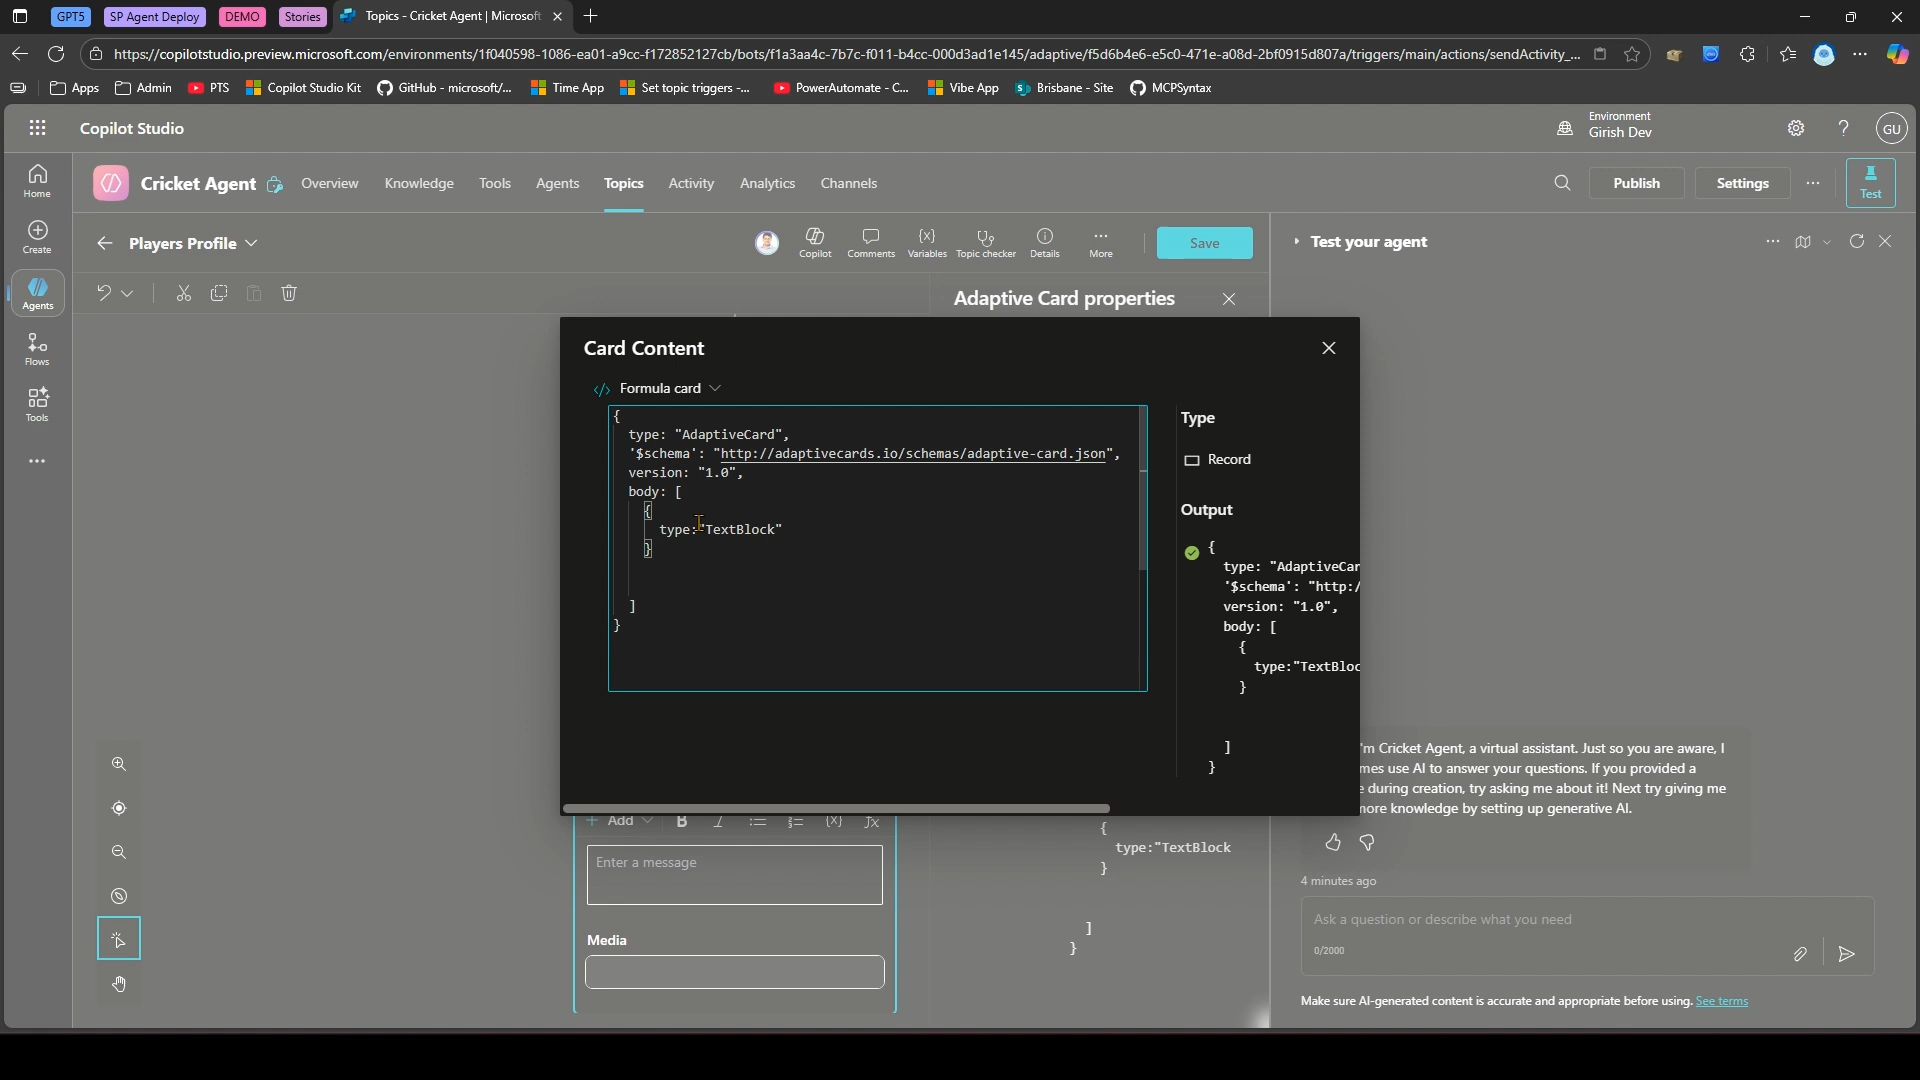 GPT5
SP Agent Deploy
DEMO
Stories
Topics - Cricket Agent | Microsoft
https://copilotstudio.preview.microsoft.com/environments/1f040598-1086-ea01-a9cc-f172852127cb/bots/f1a3aa4c-7b7c-f011-b4cc-000d3ad1e145/adaptive/f5d6b4e6-e5c0-471e-a08d-2bf0915d807a/triggers/main/actions/sendActivity_...
Apps
Admin
PTS
Copilot Studio Kit
GitHub - microsoft/...
Time App
Set topic triggers -...
PowerAutomate - C...
Vibe App
Brisbane - Site
MCPSyntax
Copilot Studio
Environment
Girish Dev
GU
Home
Create
Agents
Flows
Tools
Cricket Agent
Overview
Knowledge
Tools
Agents
Topics
Activity
Analytics
Channels
Publish
Settings
Test
Players Profile
Copilot
Comments
Variables
Topic checker
Details
More
Save
Test your agent
Adaptive Card properties
Card Content
Formula card
{
type: "AdaptiveCard",
'$schema': "http://adaptivecards.io/schemas/adaptive-card.json",
version: "1.0",
body: [
{
type:"TextBlock"
}
]
}
Type
Record
Output
{
type: "AdaptiveCar
'$schema': "http:/
version: "1.0",
body: [
{
type:"TextBloc
}
]
}
Add
B
I
{x}
fx
Enter a message
Media
{
type:"TextBlock
}
]
}
'm Cricket Agent, a virtual assistant. Just so you are aware, I
mes use AI to answer your questions. If you provided a
e during creation, try asking me about it! Next try giving me
nore knowledge by setting up generative AI.
4 minutes ago
Ask a question or describe what you need
0/2000
Make sure AI-generated content is accurate and appropriate before using. See terms